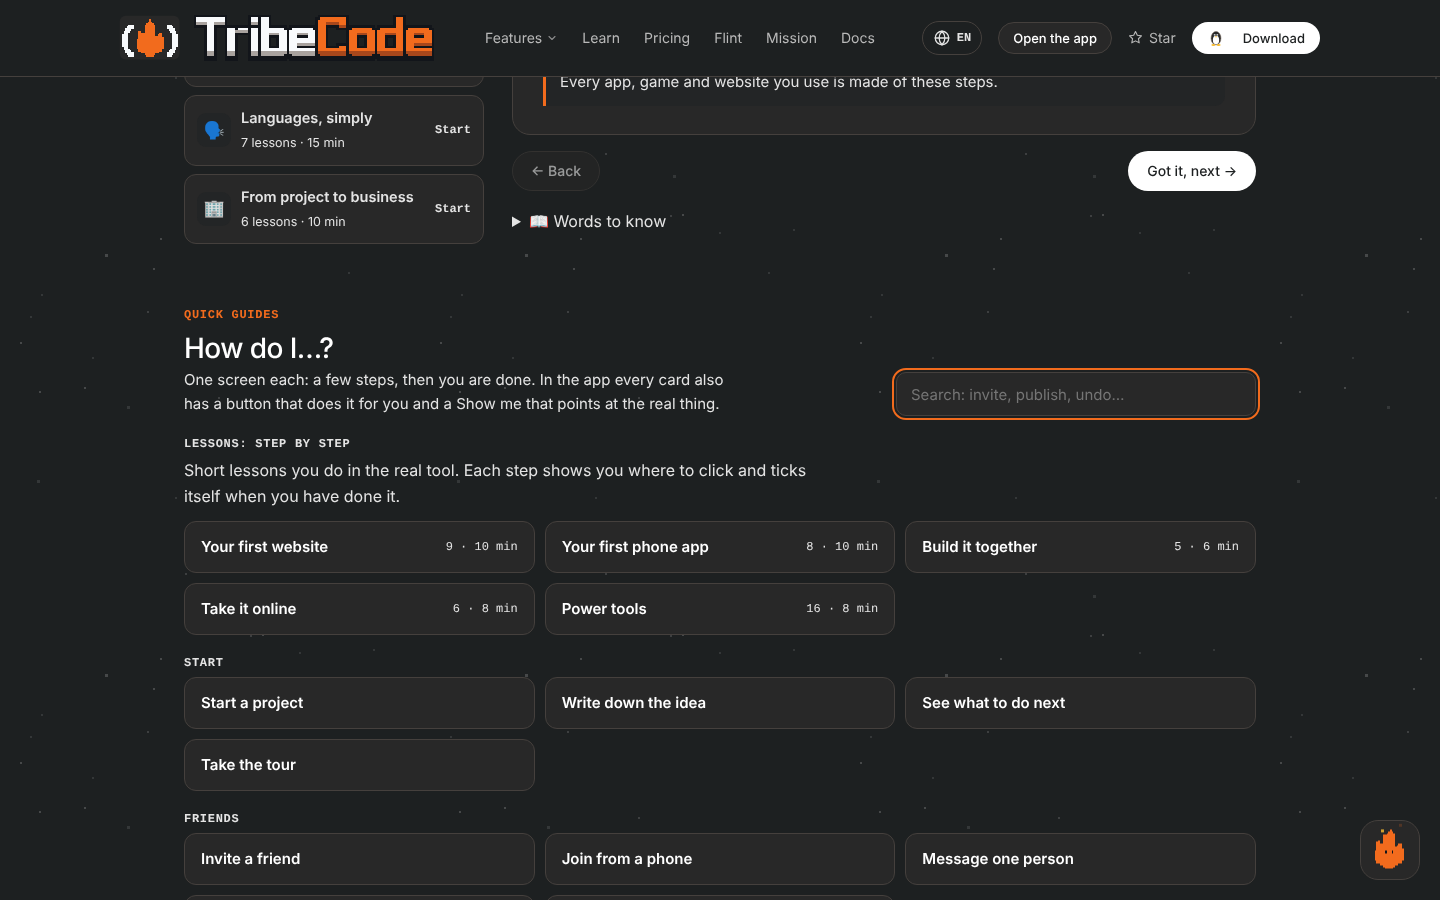 TribeCode
Features
Learn
Pricing
Flint
Mission
Docs
EN
Open the app
Star
Download
Every app, game and website you use is made of these steps.
Languages, simply
7 lessons · 15 min
Start
From project to business
6 lessons · 10 min
Start
← Back
Got it, next →
Words to know
QUICK GUIDES
How do I...?
One screen each: a few steps, then you are done. In the app every card also
has a button that does it for you and a Show me that points at the real thing.
Search: invite, publish, undo...
LESSONS: STEP BY STEP
Short lessons you do in the real tool. Each step shows you where to click and ticks
itself when you have done it.
Your first website
9 · 10 min
Your first phone app
8 · 10 min
Build it together
5 · 6 min
Take it online
6 · 8 min
Power tools
16 · 8 min
START
Start a project
Write down the idea
See what to do next
Take the tour
FRIENDS
Invite a friend
Join from a phone
Message one person